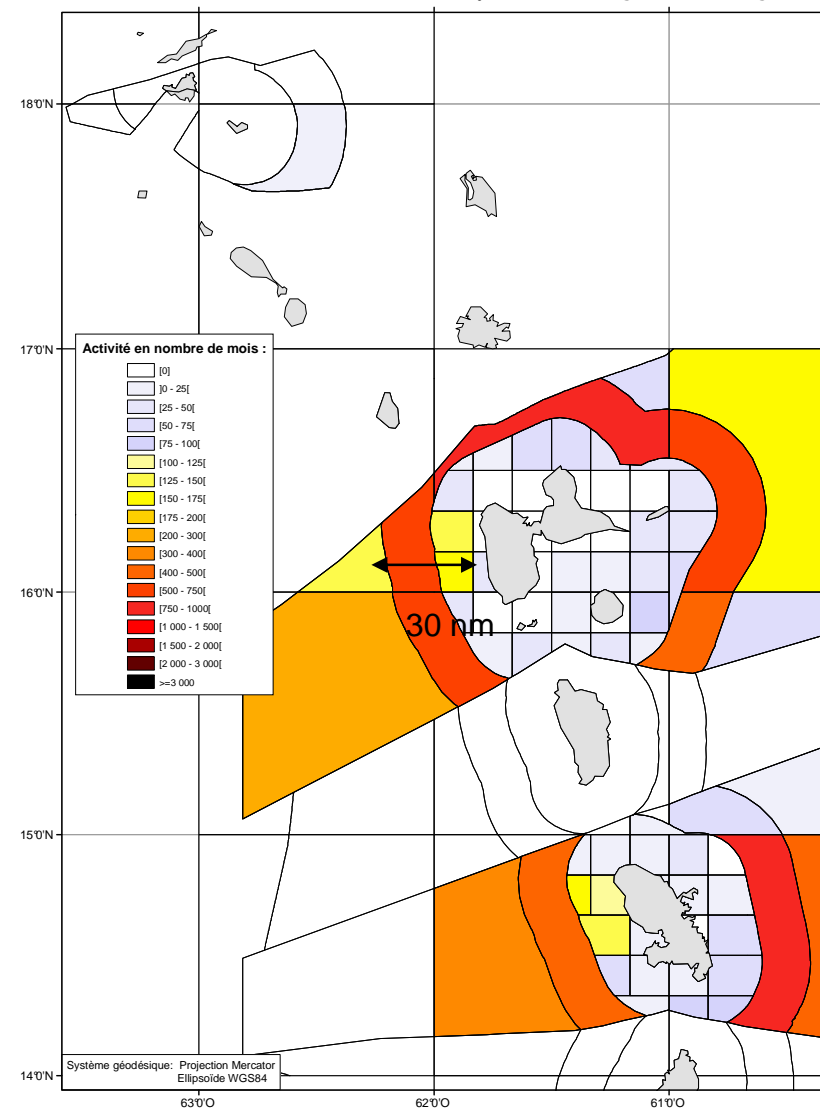 18°0'N
17°0'N
Activité en nombre de mois :
[0]
]0 - 25[
[25 - 50[
[50 - 75[
[75 - 100[
[100 - 125[
[125 - 150[
[150 - 175[
[175 - 200[
[200 - 300[
[300 - 400[
[400 - 500[
[500 - 750[
[750 - 1000[
[1 000 - 1 500[
[1 500 - 2 000[
[2 000 - 3 000[
>=3 000
16°0'N
30 nm
15°0'N
Système géodésique: Projection Mercator
Ellipsoïde WGS84
14°0'N
63°0'O
62°0'O
61°0'O